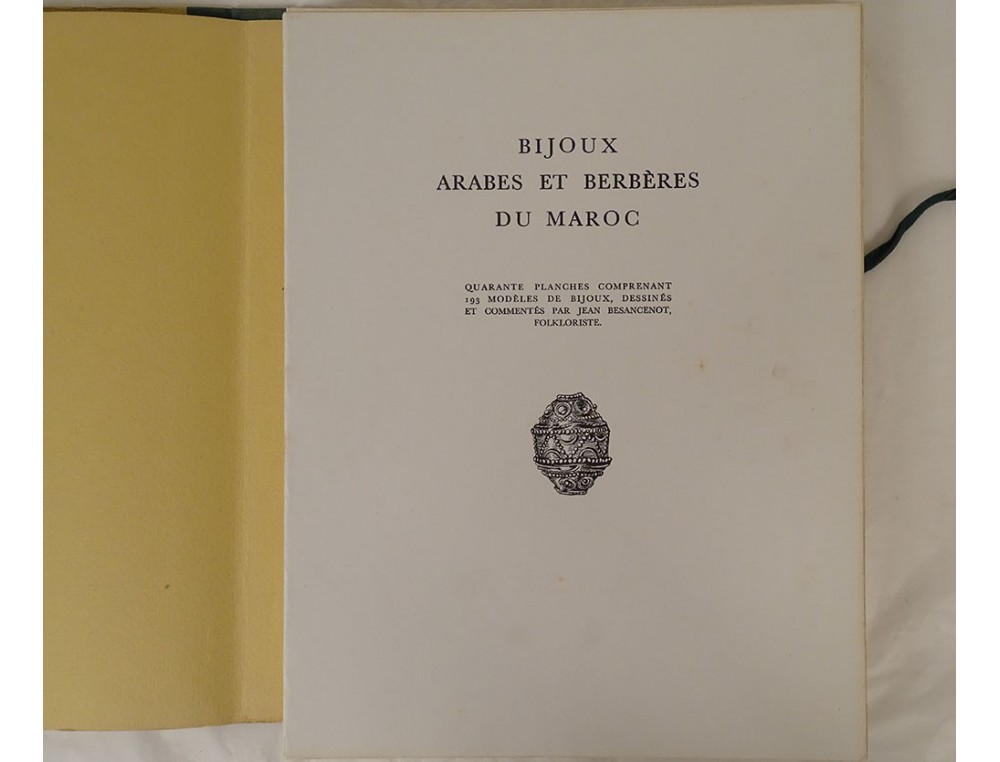 BIJOUX
ARABES ET BERBÈRES
DU MAROC
QUARANTE PLANCHES COMPRENANT
193 MODÈLES DE BIJOUX, DESSINÉS
ET COMMENTÉS PAR JEAN BESANCENOT,
FOLKLORISTE.